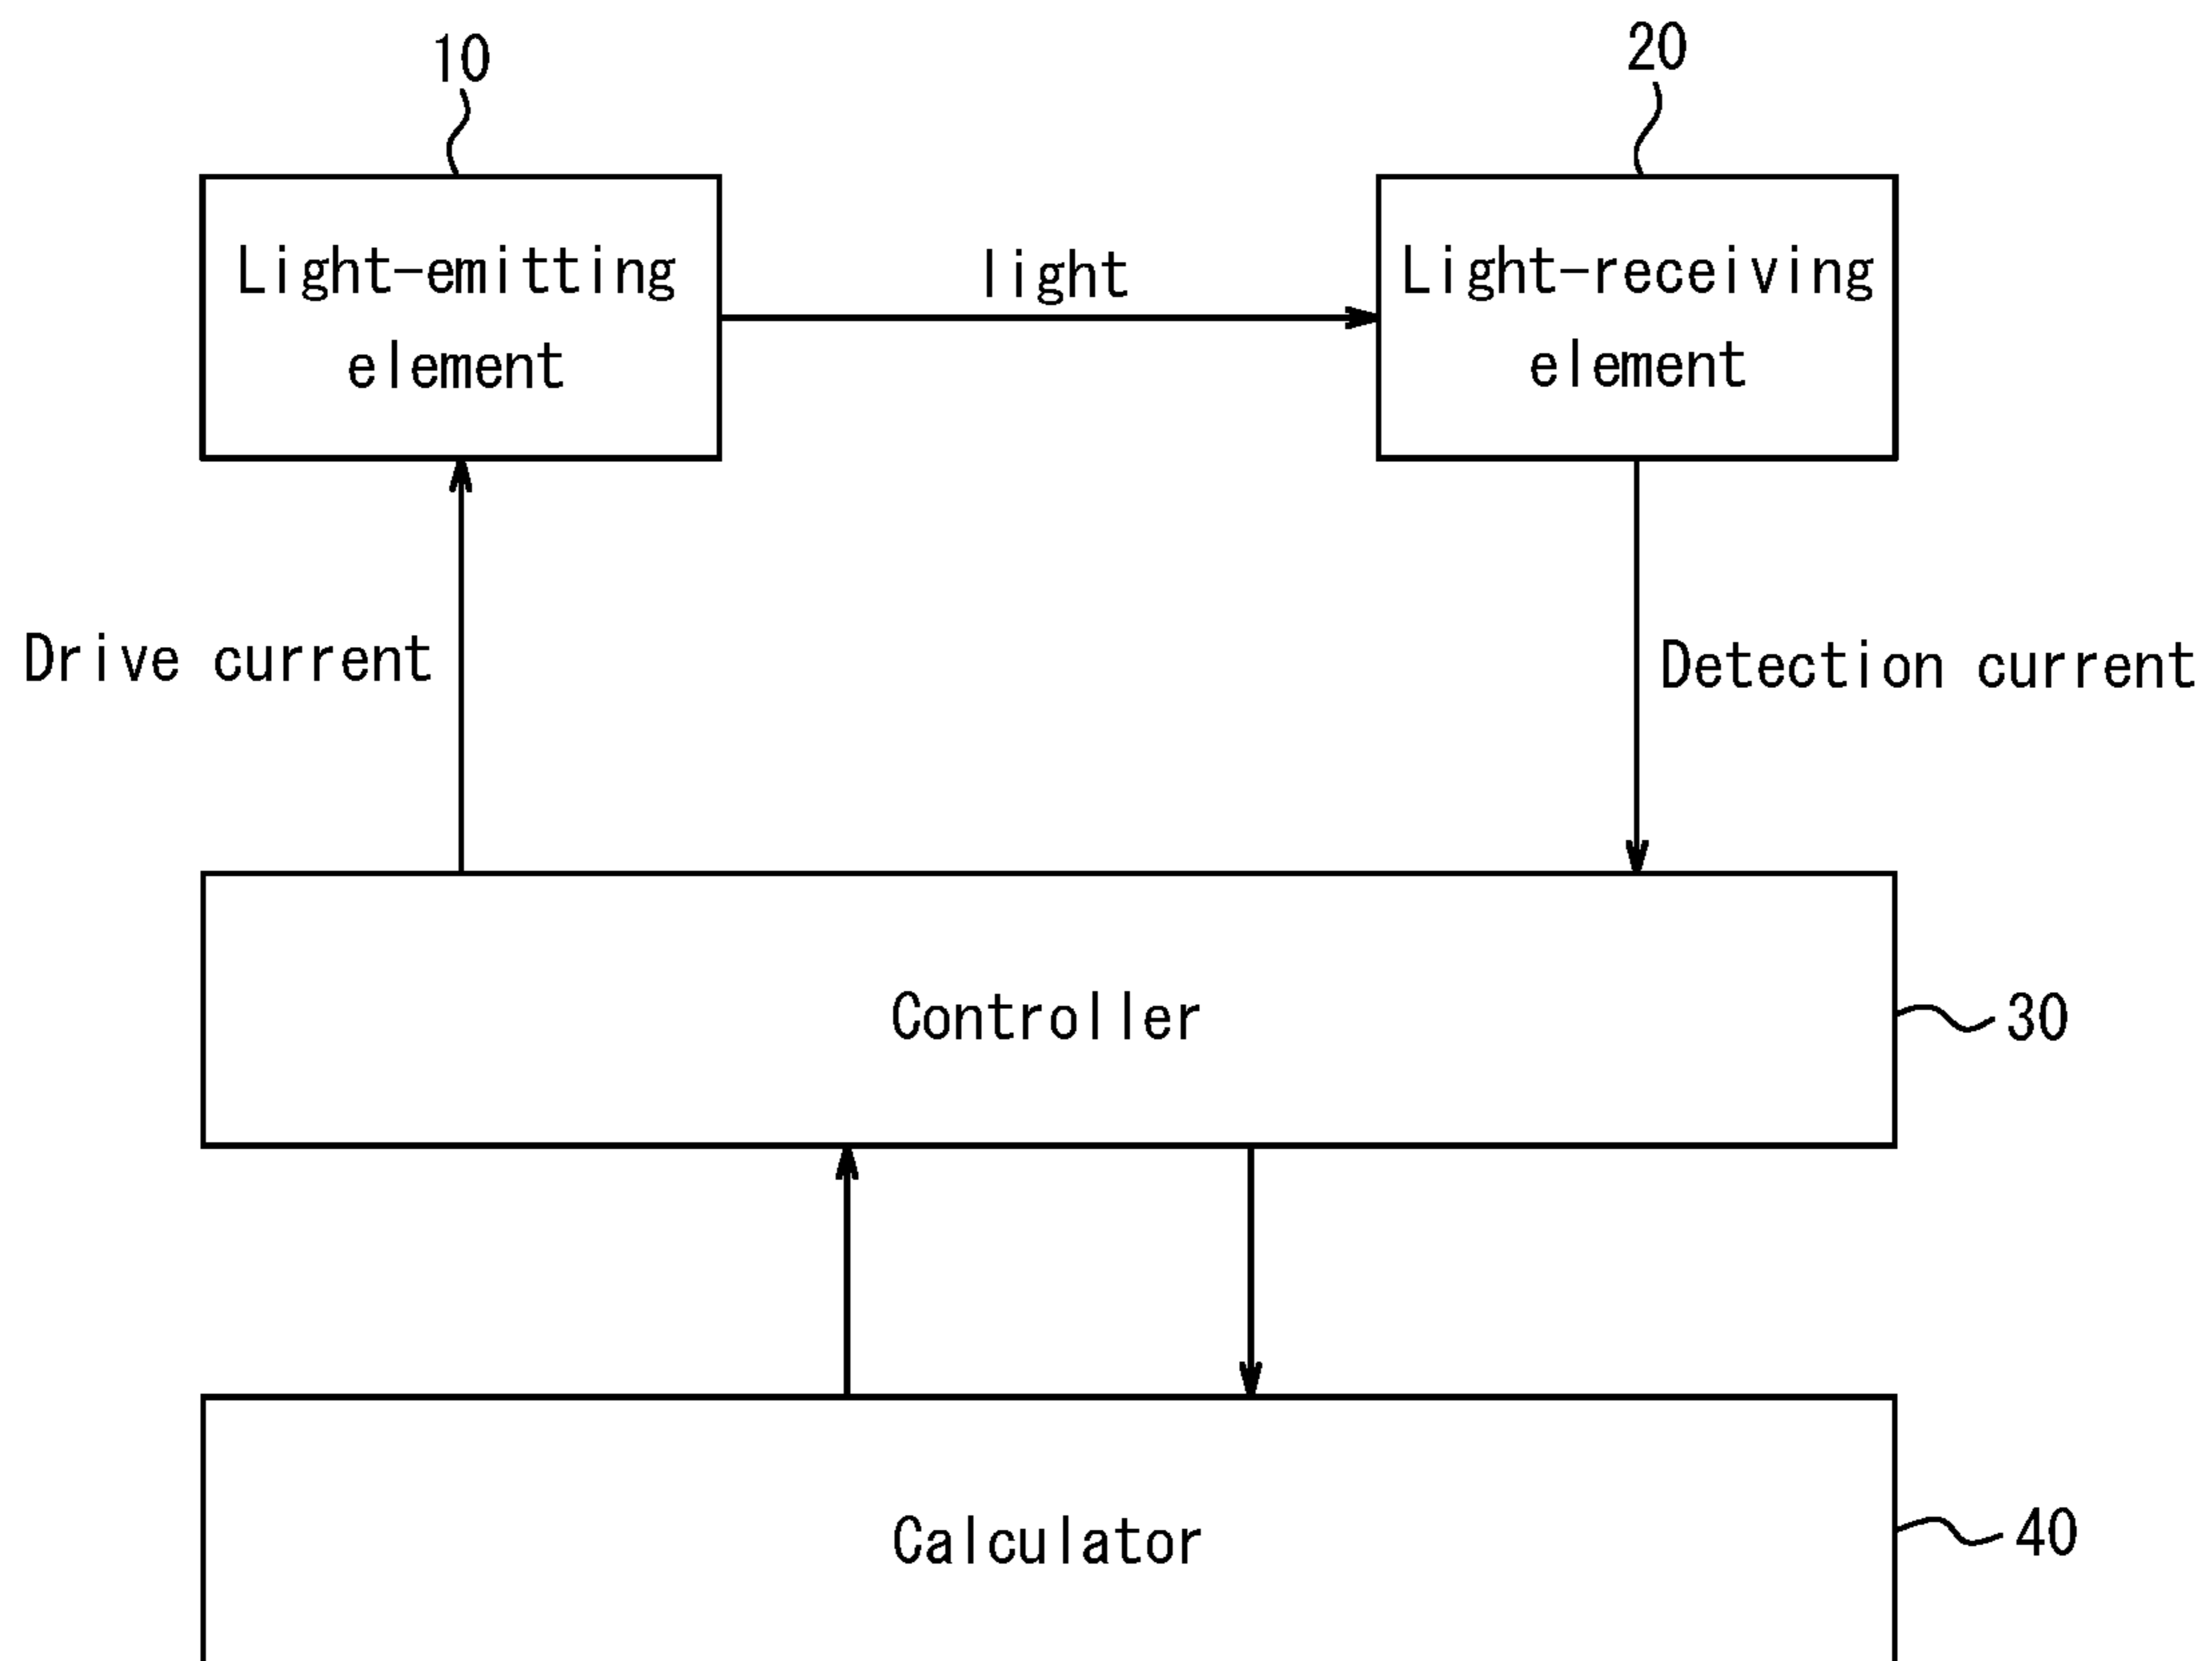 10
20
Light-emitting
element
light
Light-receiving
element
Drive current
Detection current
Controller
30
Calculator
40